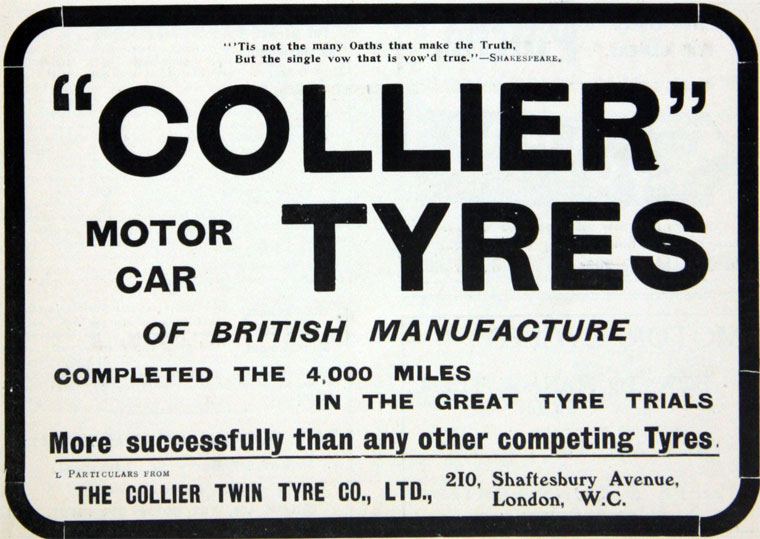 "'Tis not the many Oaths that make the Truth,
But the single vow that is vow'd true."—SHAKESPEARE.
"COLLIER"
MOTOR CAR TYRES
OF BRITISH MANUFACTURE
COMPLETED THE 4,000 MILES
IN THE GREAT TYRE TRIALS
More successfully than any other competing Tyres.
L PARTICULARS FROM
THE COLLIER TWIN TYRE CO., LTD., 210, Shaftesbury Avenue,
London, W.C.